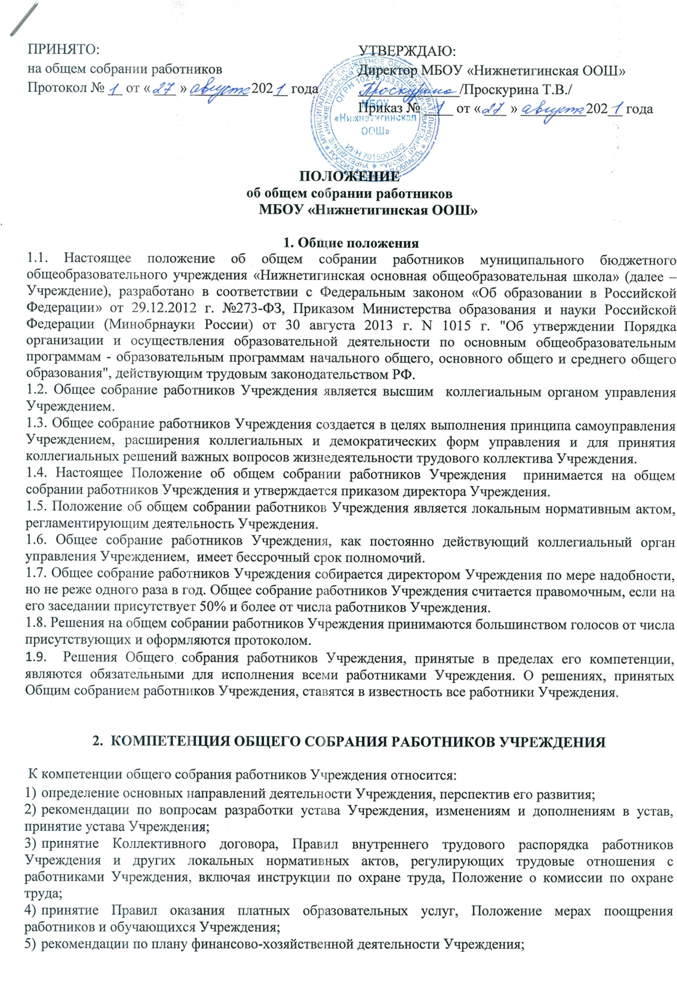 ПРИНЯТО:
на общем собрании работников
Протокол № 1 от « 27 » августа 2021 года
УТВЕРЖДАЮ:
Директор МБОУ «Нижнетигинская ООШ»
Проскурина /Проскурина Т.В./
Приказ № 1 от « 27 » августа 2021 года
МБОУ
«Нижнетигинская
ООШ»
ИНН 7015001962
ПОЛОЖЕНИЕ
об общем собрании работников
МБОУ «Нижнетигинская ООШ»
1. Общие положения
1.1. Настоящее положение об общем собрании работников муниципального бюджетного
общеобразовательного учреждения «Нижнетигинская основная общеобразовательная школа» (далее –
Учреждение), разработано в соответствии с Федеральным законом «Об образовании в Российской
Федерации» от 29.12.2012 г. №273-ФЗ, Приказом Министерства образования и науки Российской
Федерации (Минобрнауки России) от 30 августа 2013 г. N 1015 г. "Об утверждении Порядка
организации и осуществления образовательной деятельности по основным общеобразовательным
программам - образовательным программам начального общего, основного общего и среднего общего
образования", действующим трудовым законодательством РФ.
1.2. Общее собрание работников Учреждения является высшим коллегиальным органом управления
Учреждением.
1.3. Общее собрание работников Учреждения создается в целях выполнения принципа самоуправления
Учреждением, расширения коллегиальных и демократических форм управления и для принятия
коллегиальных решений важных вопросов жизнедеятельности трудового коллектива Учреждения.
1.4. Настоящее Положение об общем собрании работников Учреждения принимается на общем
собрании работников Учреждения и утверждается приказом директора Учреждения.
1.5. Положение об общем собрании работников Учреждения является локальным нормативным актом,
регламентирующим деятельность Учреждения.
1.6. Общее собрание работников Учреждения, как постоянно действующий коллегиальный орган
управления Учреждением, имеет бессрочный срок полномочий.
1.7. Общее собрание работников Учреждения собирается директором Учреждения по мере надобности,
но не реже одного раза в год. Общее собрание работников Учреждения считается правомочным, если на
его заседании присутствует 50% и более от числа работников Учреждения.
1.8. Решения на общем собрании работников Учреждения принимаются большинством голосов от числа
присутствующих и оформляются протоколом.
1.9. Решения Общего собрания работников Учреждения, принятые в пределах его компетенции,
являются обязательными для исполнения всеми работниками Учреждения. О решениях, принятых
Общим собранием работников Учреждения, ставятся в известность все работники Учреждения.
2. КОМПЕТЕНЦИЯ ОБЩЕГО СОБРАНИЯ РАБОТНИКОВ УЧРЕЖДЕНИЯ
К компетенции общего собрания работников Учреждения относится:
1) определение основных направлений деятельности Учреждения, перспектив его развития;
2) рекомендации по вопросам разработки устава Учреждения, изменениям и дополнениям в устав,
принятие устава Учреждения;
3) принятие Коллективного договора, Правил внутреннего трудового распорядка работников
Учреждения и других локальных нормативных актов, регулирующих трудовые отношения с
работниками Учреждения, включая инструкции по охране труда, Положение о комиссии по охране
труда;
4) принятие Правил оказания платных образовательных услуг, Положение мерах поощрения
работников и обучающихся Учреждения;
5) рекомендации по плану финансово-хозяйственной деятельности Учреждения;